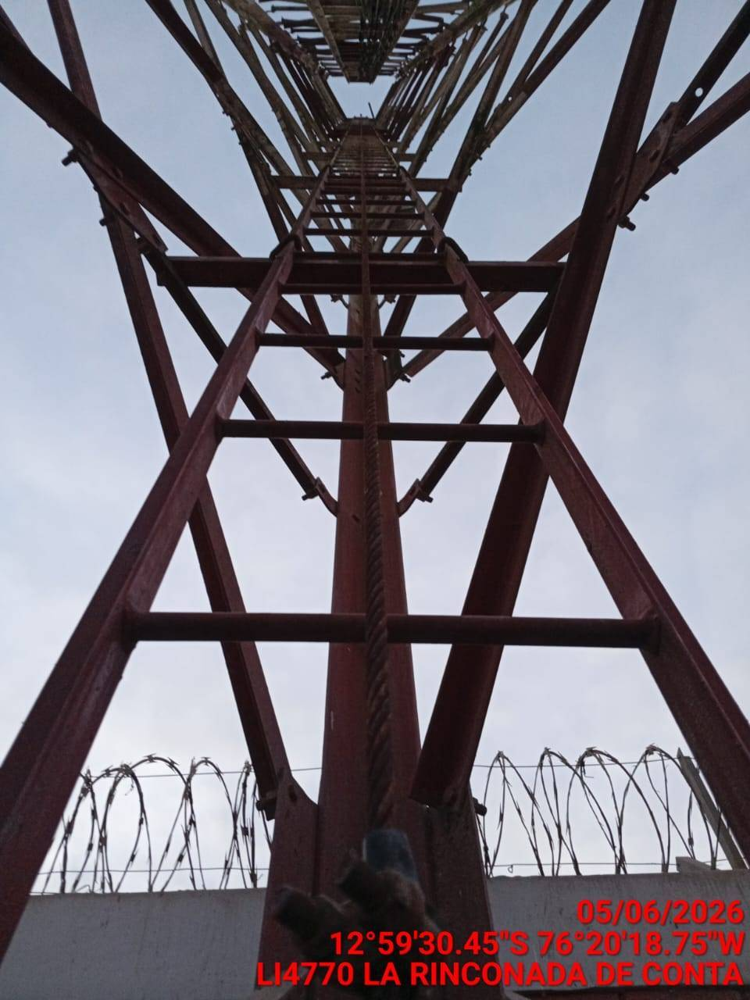 05/06/2026
12°59'30.45"S 76°20'18.75"W
LI4770 LA RINCONADA DE CONTA